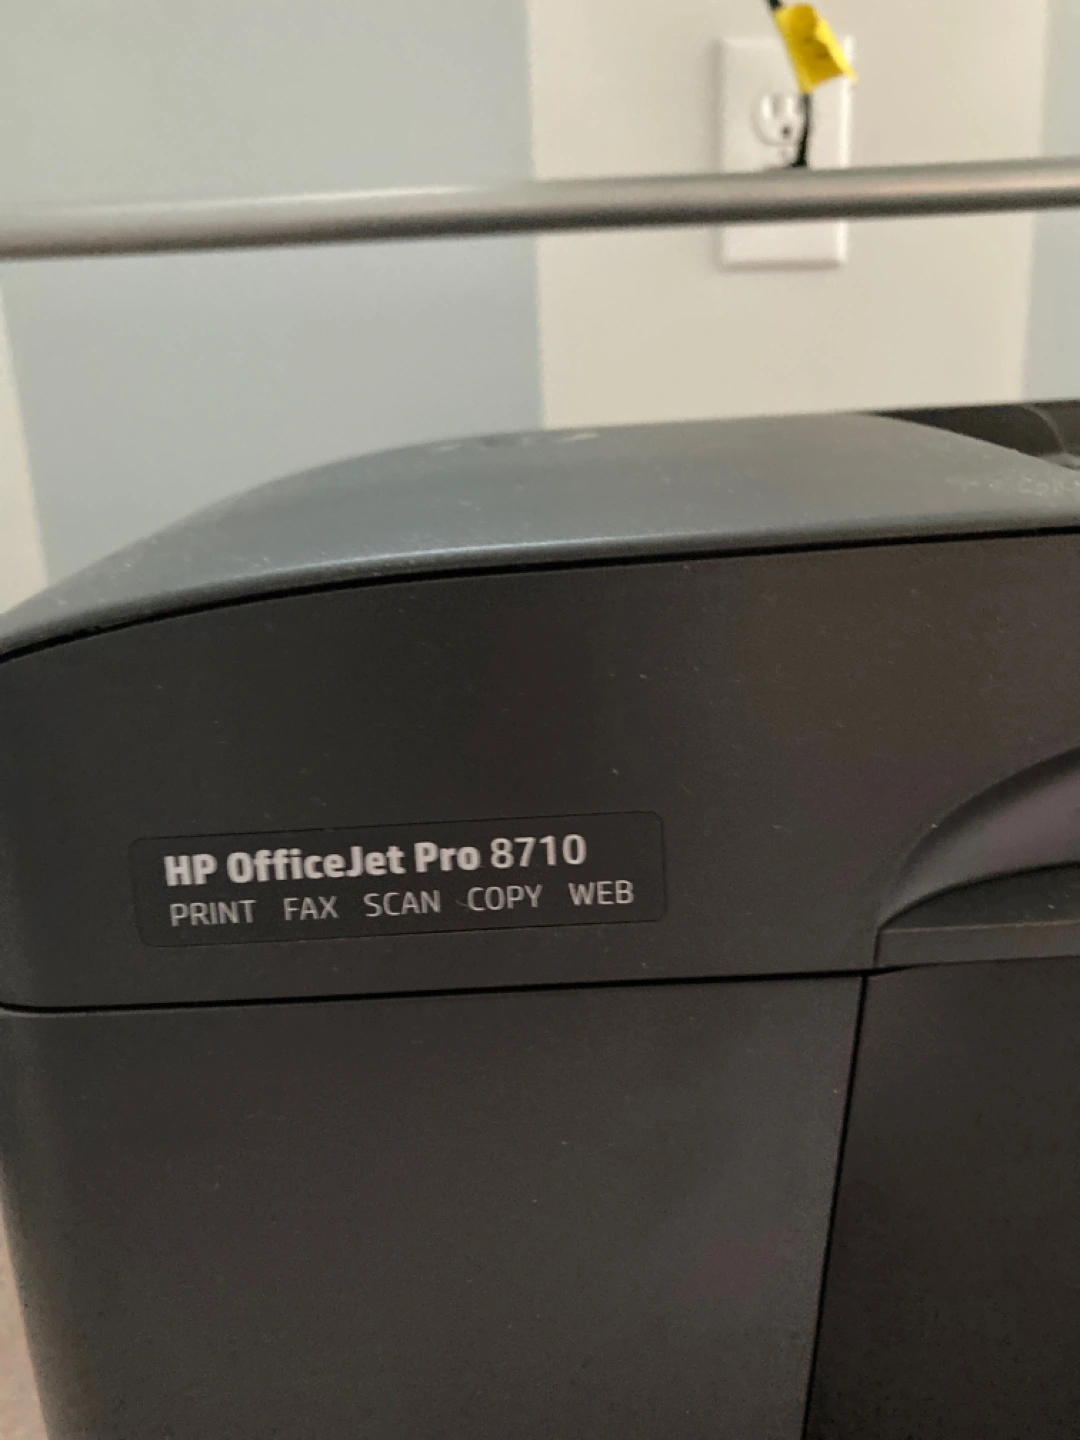 HP OfficeJet Pro 8710
PRINT FAX SCAN COPY WEB